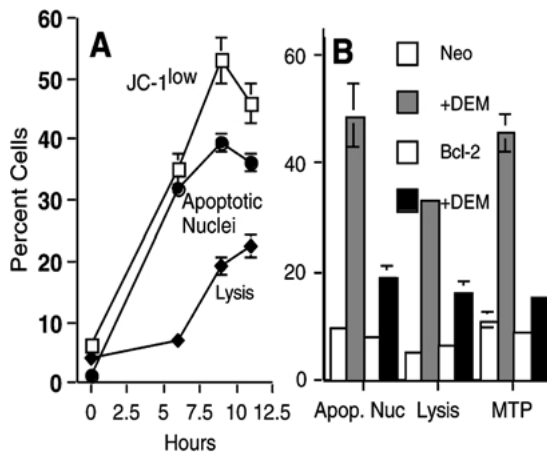 60
50
40
30
20
10
0
Percent Cells
A
JC-1low
Apoptotic
Nuclei
Lysis
0 2.5 5 7.5 10 12.5
Hours
B
60
40
20
0
Neo
+DEM
Bcl-2
+DEM
Apop. Nuc Lysis MTP